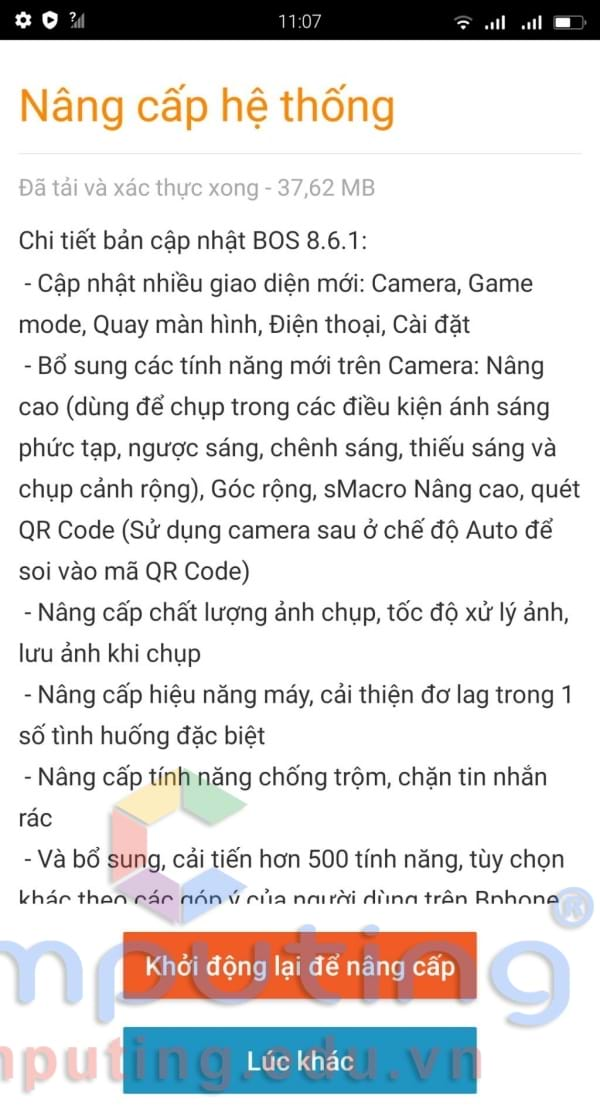 11:07
Nâng cấp hệ thống
Đã tải và xác thực xong - 37,62 MB
Chi tiết bản cập nhật BOS 8.6.1:
- Cập nhật nhiều giao diện mới: Camera, Game
mode, Quay màn hình, Điện thoại, Cài đặt
- Bổ sung các tính năng mới trên Camera: Nâng
cao (dùng để chụp trong các điều kiện ánh sáng
phức tạp, ngược sáng, chênh sáng, thiếu sáng và
chụp cảnh rộng), Góc rộng, sMacro Nâng cao, quét
QR Code (Sử dụng camera sau ở chế độ Auto để
soi vào mã QR Code)
- Nâng cấp chất lượng ảnh chụp, tốc độ xử lý ảnh,
lưu ảnh khi chụp
- Nâng cấp hiệu năng máy, cải thiện đơ lag trong 1
số tình huống đặc biệt
- Nâng cấp tính năng chống trộm, chặn tin nhắn
rác
- Và bổ sung, cải tiến hơn 500 tính năng, tùy chọn
khác theo các góp ý của người dùng trên Bphone
®
mputing
Khởi động lại để nâng cấp
mputing.edu.vn
Lúc khác